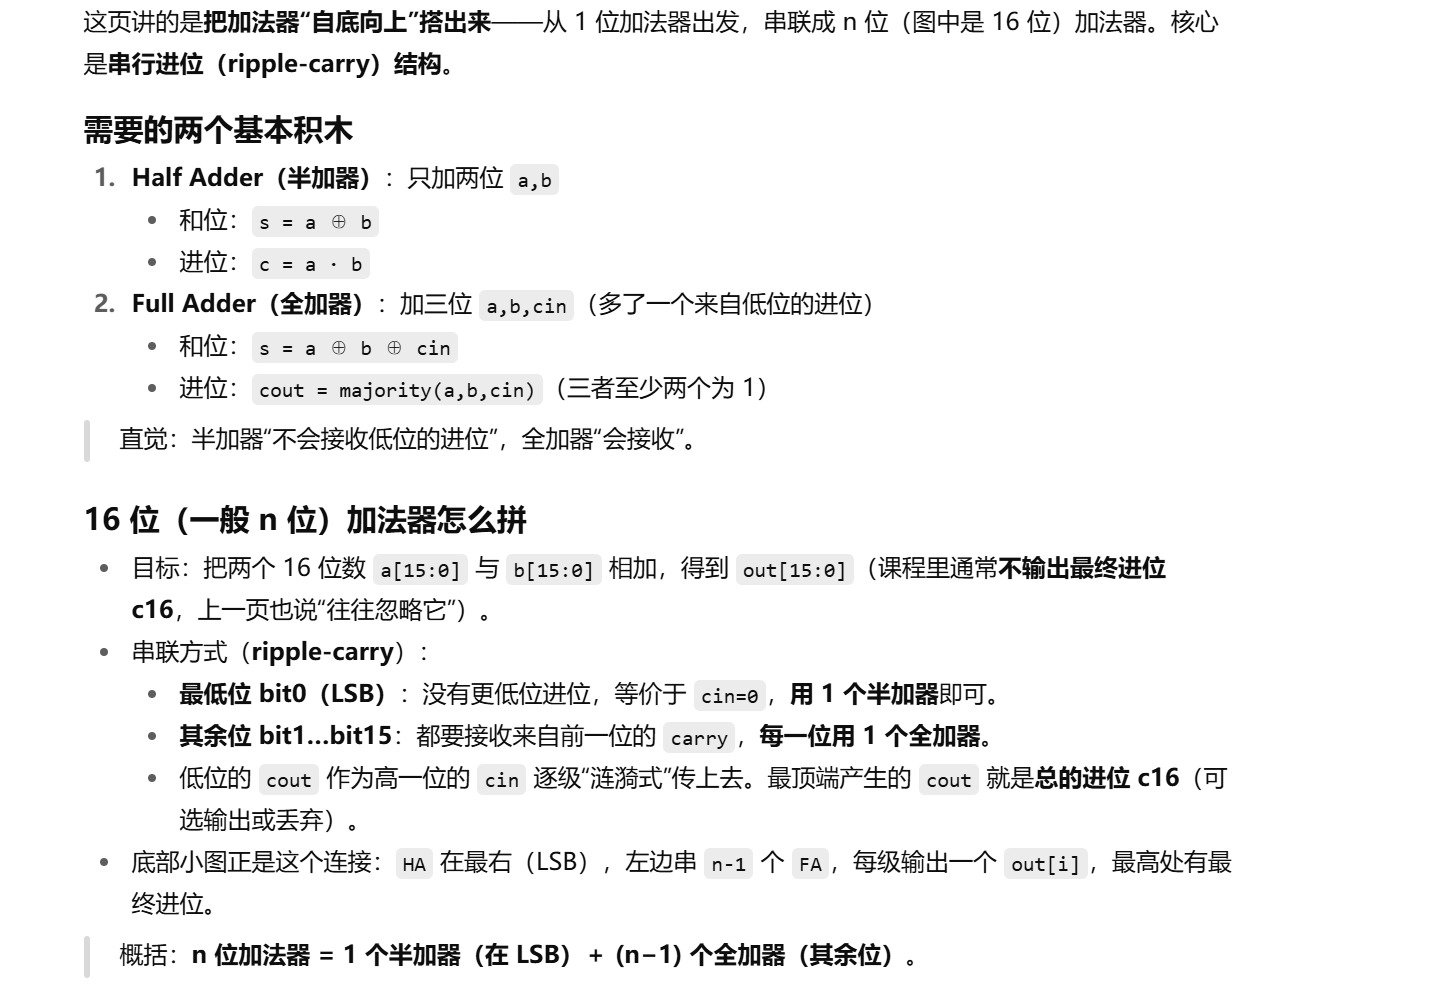 这页讲的是把加法器“自底向上”搭出来——从 1 位加法器出发，串联成 n 位（图中是 16 位）加法器。核心
是串行进位（ripple-carry）结构。
需要的两个基本积木
1. Half Adder（半加器）：只加两位 a,b
• 和位：s = a ⊕ b
• 进位：c = a · b
2. Full Adder（全加器）：加三位 a,b,cin（多了一个来自低位的进位）
• 和位：s = a ⊕ b ⊕ cin
• 进位：cout = majority(a,b,cin)（三者至少两个为 1）
直觉：半加器“不会接收低位的进位”，全加器“会接收”。
16 位（一般 n 位）加法器怎么拼
• 目标：把两个 16 位数 a[15:0] 与 b[15:0] 相加，得到 out[15:0]（课程里通常不输出最终进位
c16，上一页也说“往往忽略它”）。
• 串联方式（ripple-carry）：
• 最低位 bit0（LSB）：没有更低位进位，等价于 cin=0，用 1 个半加器即可。
• 其余位 bit1…bit15：都要接收来自前一位的 carry，每一位用 1 个全加器。
• 低位的 cout 作为高一位的 cin 逐级“涟漪式”传上去。最顶端产生的 cout 就是总的进位 c16（可
选输出或丢弃）。
• 底部小图正是这个连接：HA 在最右（LSB），左边串 n-1 个 FA，每级输出一个 out[i]，最高处有最
终进位。
概括：n 位加法器 = 1 个半加器（在 LSB）+ (n−1) 个全加器（其余位）。